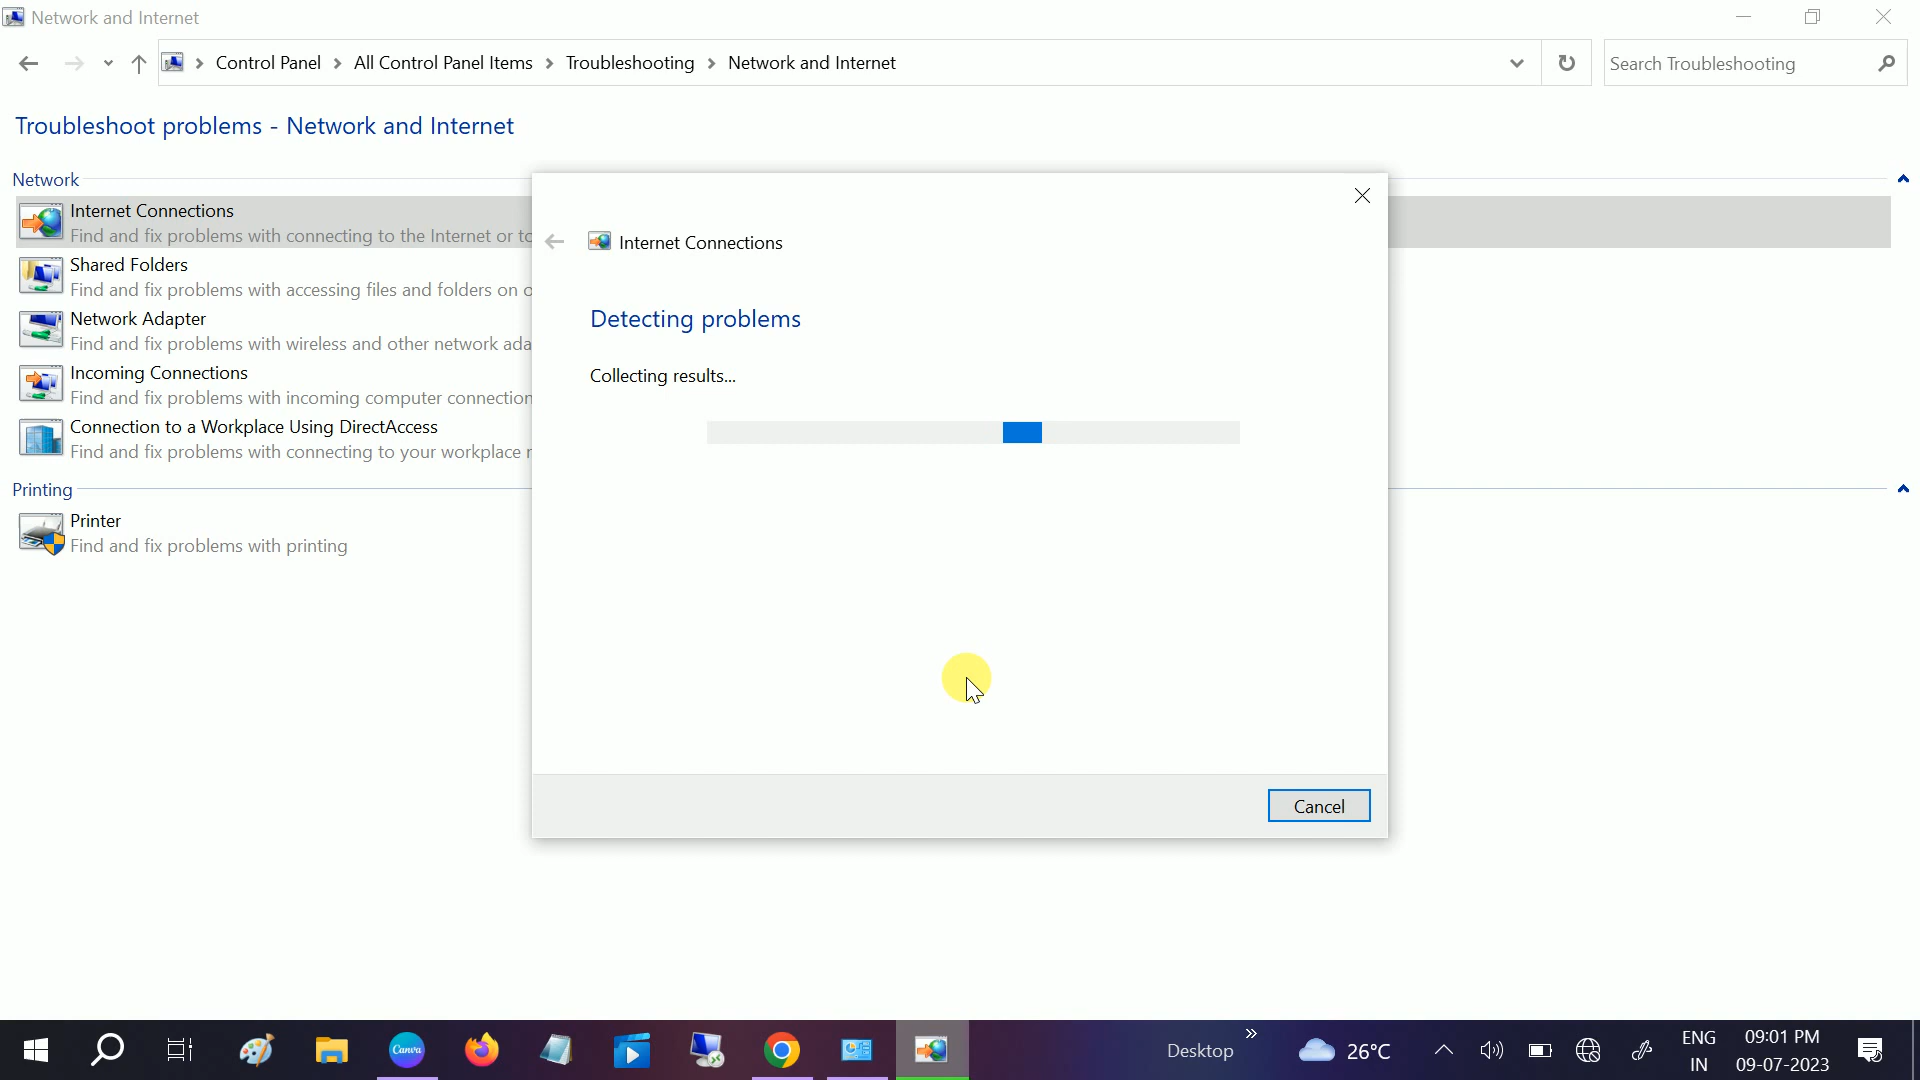 Network and Internet
Control Panel > All Control Panel Items > Troubleshooting > Network and Internet
Search Troubleshooting
Troubleshoot problems - Network and Internet
Network
Internet Connections
Find and fix problems with connecting to the Internet or to
Shared Folders
Find and fix problems with accessing files and folders on o
Network Adapter
Find and fix problems with wireless and other network ada
Incoming Connections
Find and fix problems with incoming computer connection
Connection to a Workplace Using DirectAccess
Find and fix problems with connecting to your workplace r
Printing
Printer
Find and fix problems with printing
Internet Connections
Detecting problems
Collecting results...
Cancel
Canva
Desktop
26°C
ENG
IN
09:01 PM
09-07-2023